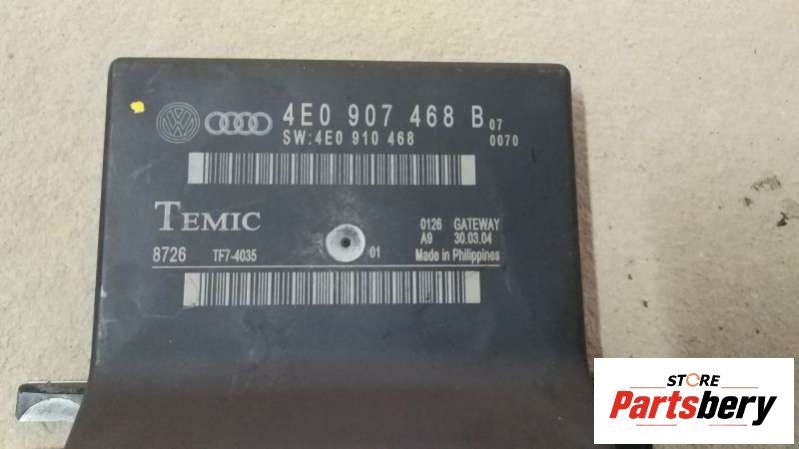 4E0 907 468 B 07
SW:4E0 910 468 0070
TEMIC
0126 GATEWAY
A9 30.03.04
8726 TF7-4035 01 Made in Philippines
STORE
Partsbery